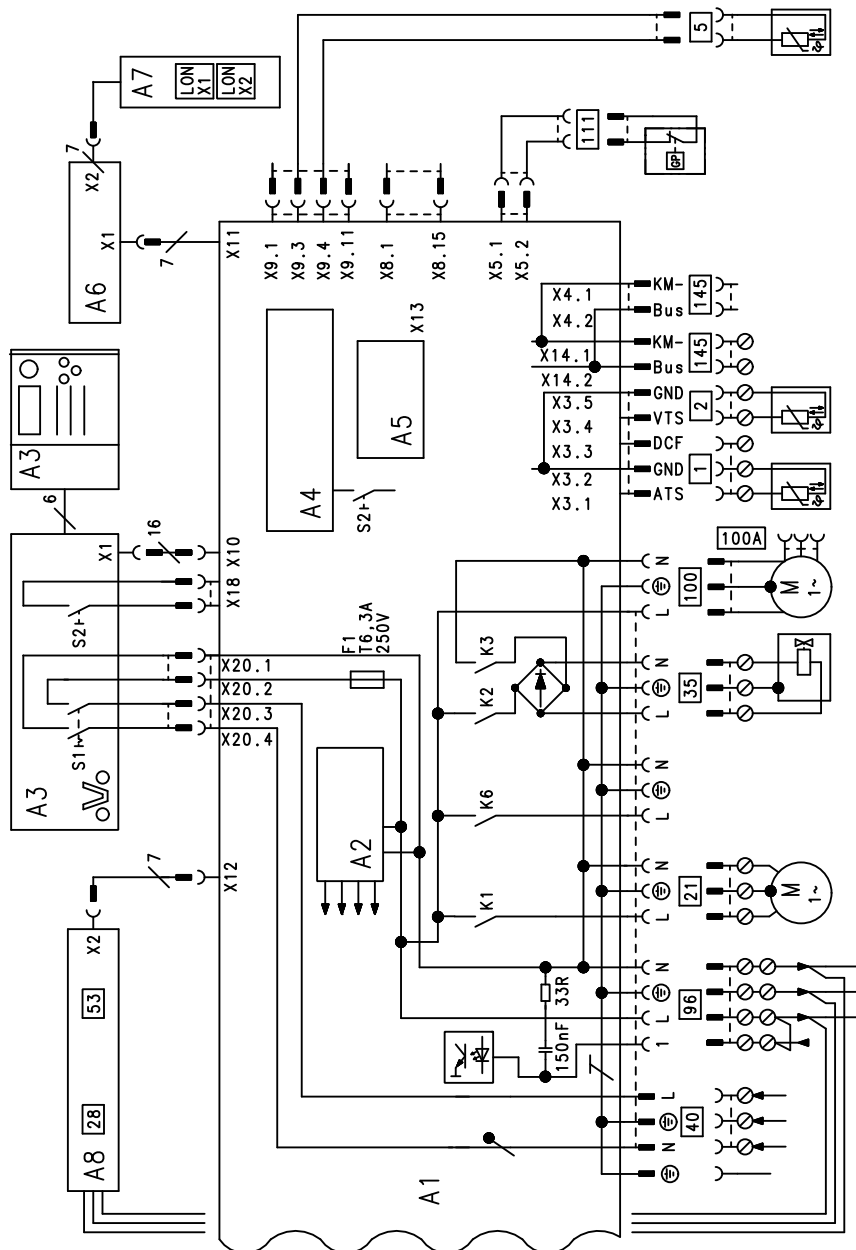 5
A7
LON
X1
LON
X2
7
X2
111
GP
A6
X1
7
X11
X9.1
X9.3
X9.4
X9.11
X8.1
X8.15
X5.1
X5.2
X4.1
X4.2
X14.1
X14.2
X3.5
X3.4
X3.3
X3.2
X3.1
KM-
Bus
KM-
Bus
GND
VTS
DCF
GND
ATS
145
145
2
1
A3
6
A4
A5
X13
S2
A3
X1
16
X10
S2
X18
S1
X20.1
X20.2
X20.3
X20.4
F1
T6,3A
250V
K3
K2
K6
K1
100A
N
L
100
M
1~
N
L
35
N
L
A2
7
X12
X2
N
L
21
M
1~
53
28
A8
33R
150nF
N
L
1
96
L
N
40
A1